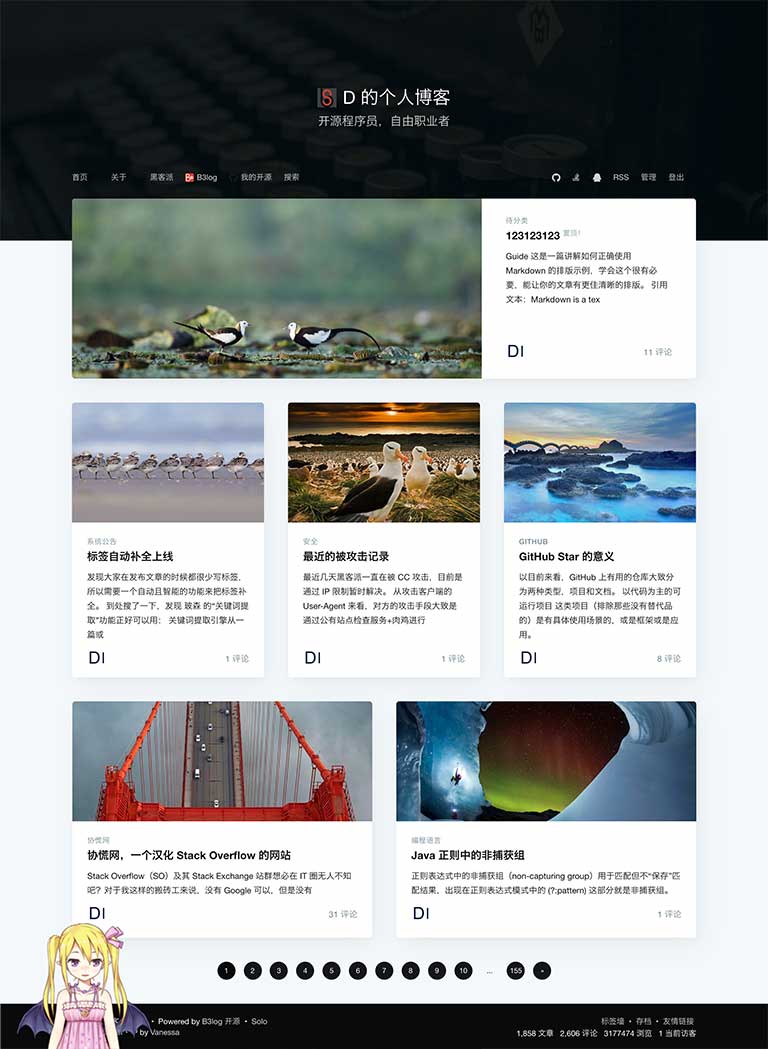 D 的个人博客
开源程序员，自由职业者
首页 关于 黑客派 B3log 我的开源 搜索 RSS 管理 登出
待分类
123123123 置顶!
Guide 这是一篇讲解如何正确使用
Markdown 的排版示例，学会这个很有必
要，能让你的文章有更佳清晰的排版。 引用
文本：Markdown is a tex
DI 11 评论
系统公告
标签自动补全上线
发现大家在发布文章的时候都很少写标签，
所以需要一个自动且智能的功能来把标签补
全。 到处搜了一下，发现 玻森 的“关键词提
取”功能正好可以用： 关键词提取引擎从一
篇或
DI 1 评论
安全
最近的被攻击记录
最近几天黑客派一直在被 CC 攻击，目前是
通过 IP 限制暂时解决。 从攻击客户端的
User-Agent 来看，对方的攻击手段大致是
通过公有站点检查服务+肉鸡进行
DI 1 评论
GITHUB
GitHub Star 的意义
以目前来看，GitHub 上有用的仓库大致分
为两种类型，项目和文档。 以代码为主的可
运行项目 这类项目（排除那些没有替代品
的）是有具体使用场景的，或是框架或是应
用。
DI 8 评论
协慌网
协慌网，一个汉化 Stack Overflow 的网站
Stack Overflow（SO）及其 Stack Exchange 站群想必在 IT 圈无人不知
吧？对于我这样的搬砖工来说，没有 Google 可以，但是没有
DI 31 评论
编程语言
Java 正则中的非捕获组
正则表达式中的非捕获组（non-capturing group）用于匹配但不“保存”匹
配结果，出现在正则表达式模式中的 (?:pattern) 这部分就是非捕获组。
DI 1 评论
1 2 3 4 5 6 7 8 9 10 ... 155 »
• Powered by B3log 开源 • Solo
by Vanessa
标签墙 • 存档 • 友情链接
1,858 文章 2,606 评论 3177474 浏览 1 当前访客